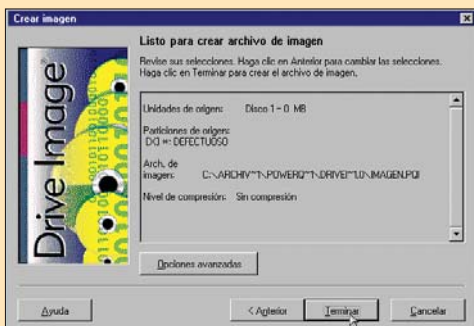 Crear imagen
Drive Image®
Listo para crear archivo de imagen
Revise sus selecciones. Haga clic en Anterior para cambiar las selecciones.
Haga clic en Terminar para crear el archivo de imagen.
Unidades de origen: Disco 1 - 0 MB
Particiones de origen:
DEFECTUOSO
Arch. de
imagen: C:\ARCHIV~1\POWERQ~1\DRIVEI~1.0\IMAGEN.PQI
Nivel de compresión: Sin compresión
Opciones avanzadas
Ayuda
< Anterior
Terminar
Cancelar